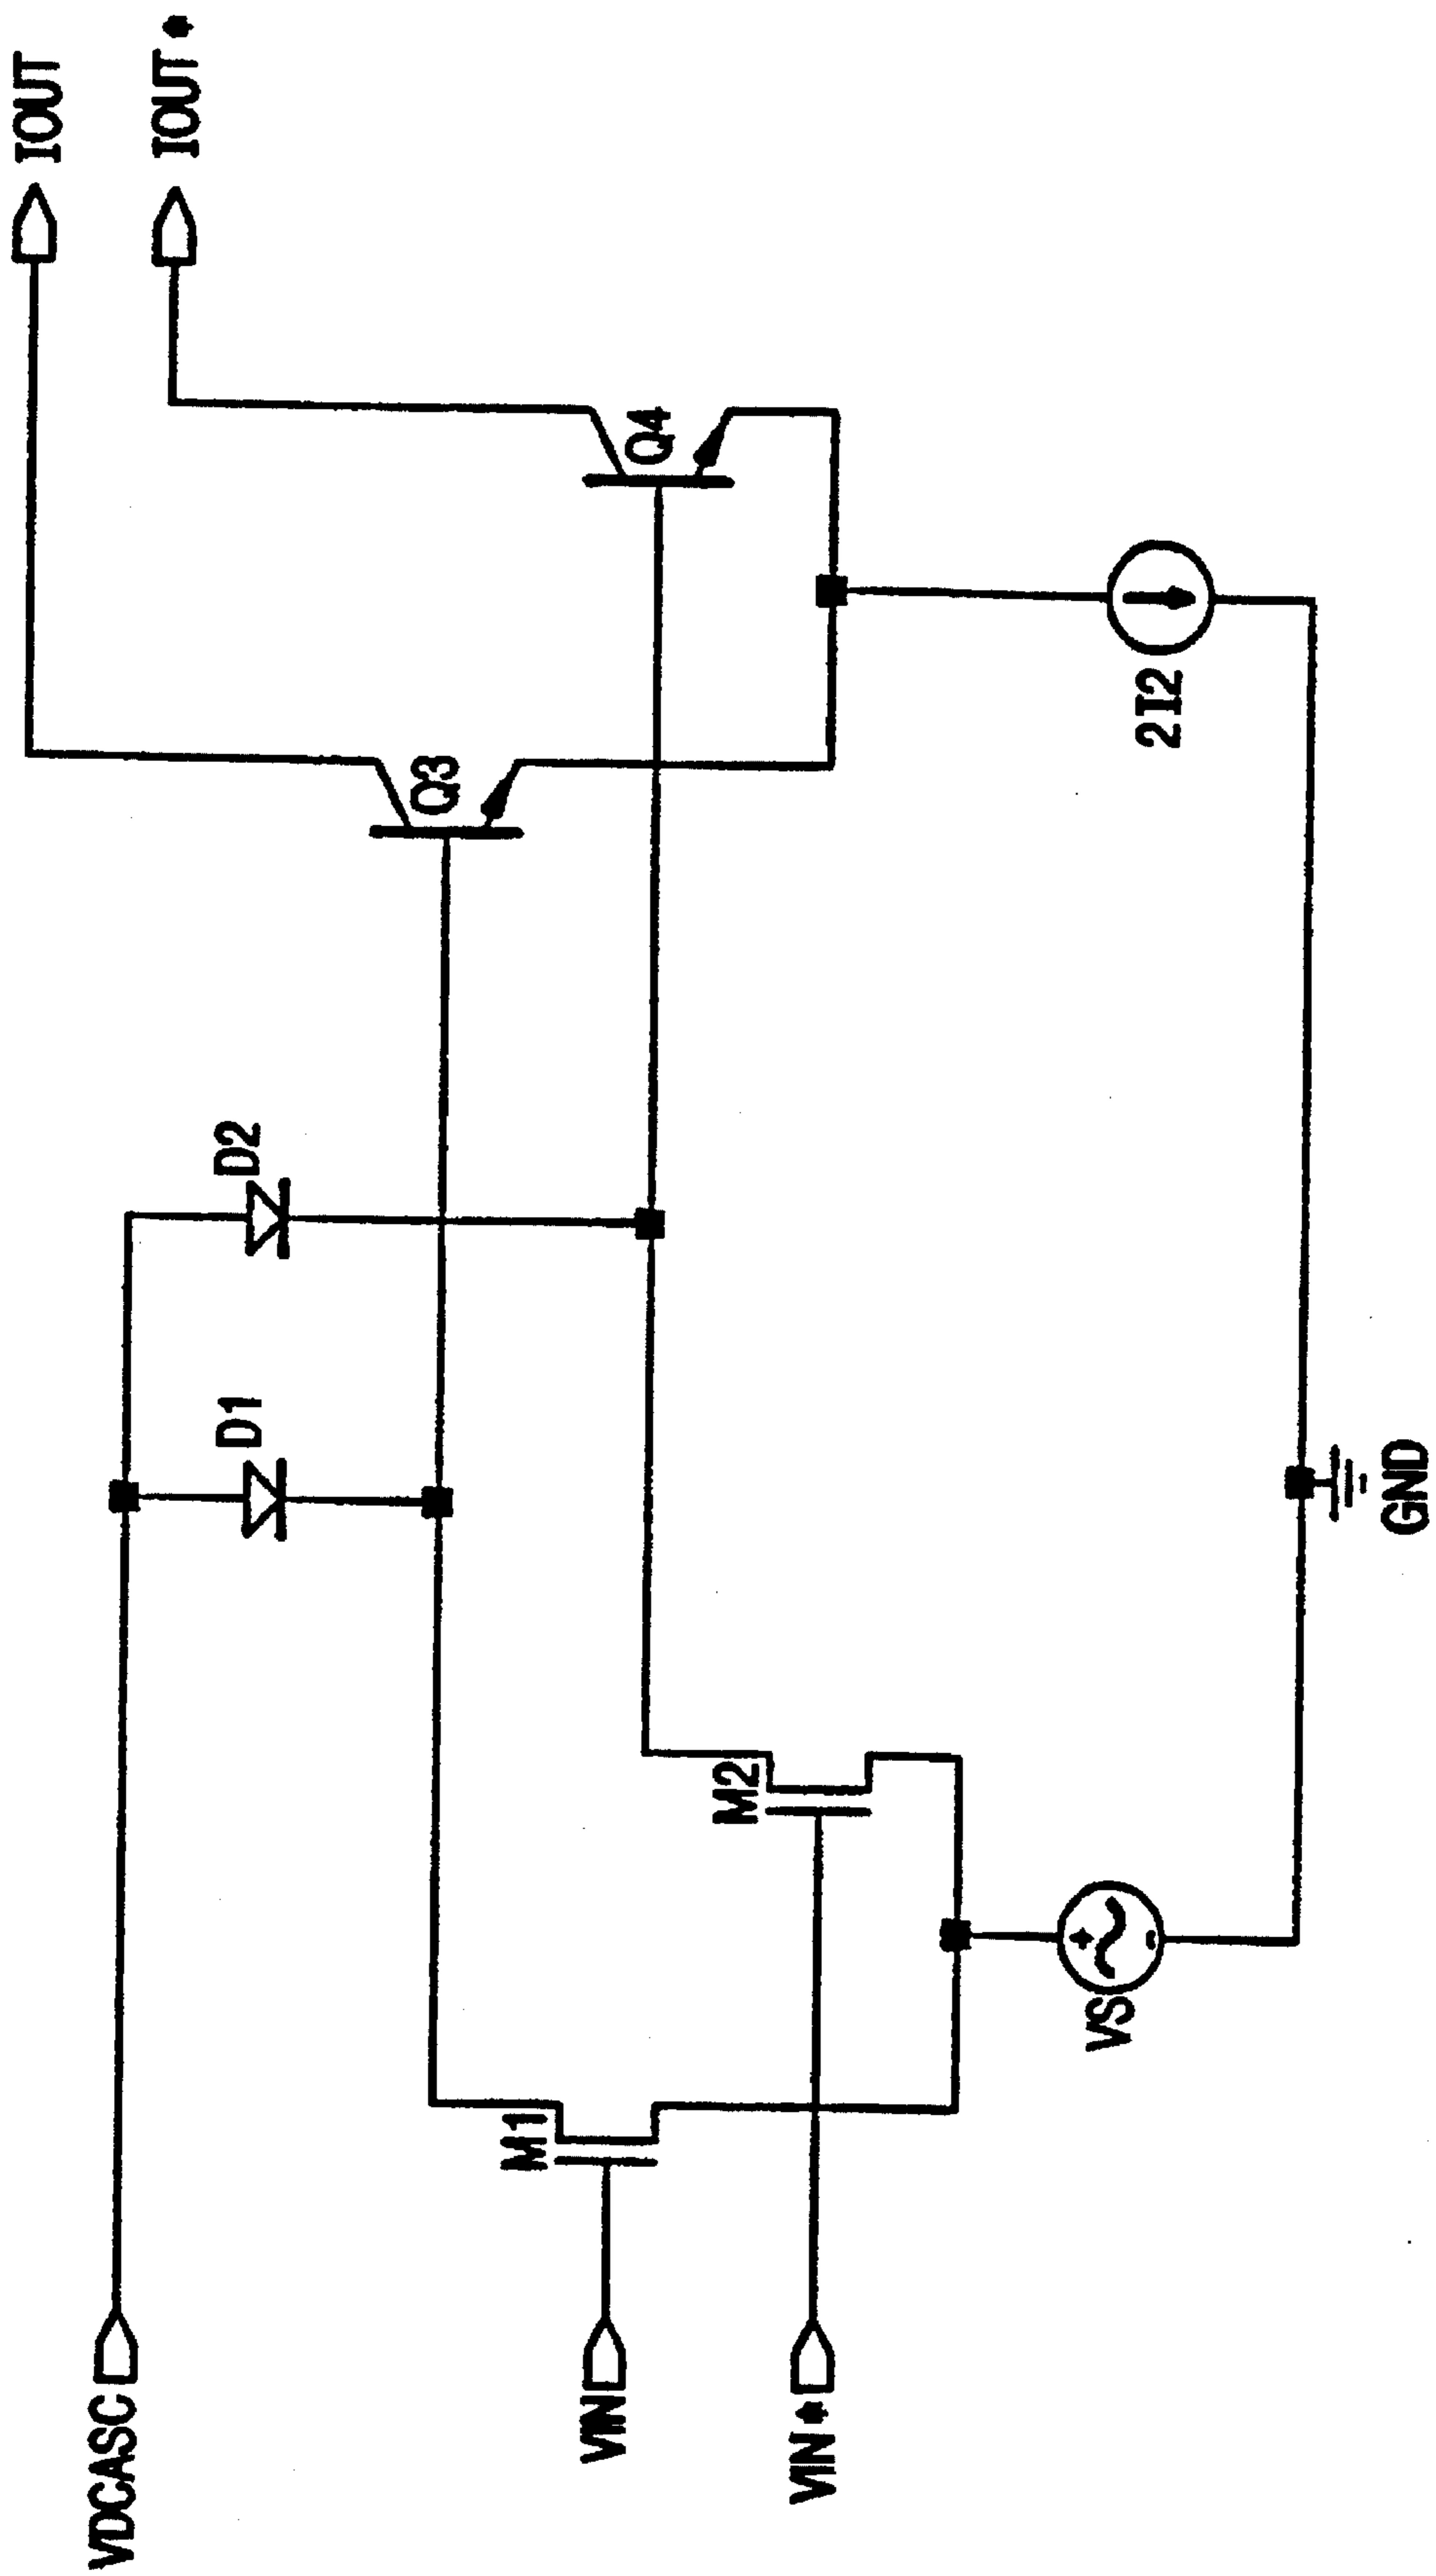 IOUT
IOUT*
Q4
Q3
2I2
D2
D1
GND
M2
M1
VS
VDCASC
VIN
VIN*